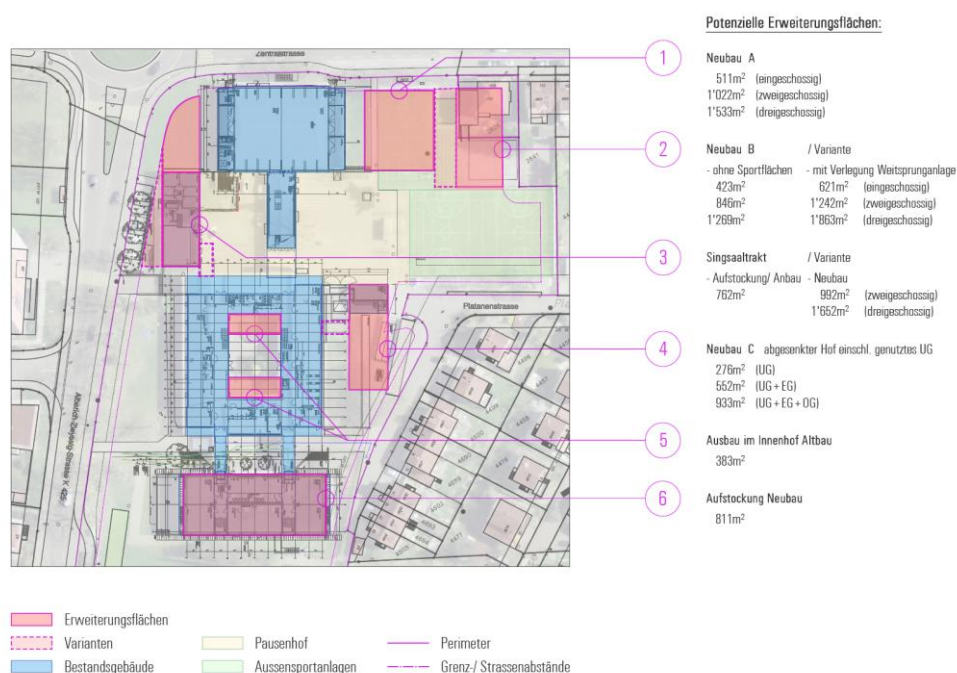 Potenzielle Erweiterungsflächen:
Zentralstrasse
1
Neubau A
511m² (eingeschossig)
1'022m² (zweigeschossig)
1'533m² (dreigeschossig)
2
Neubau B / Variante
- ohne Sportflächen - mit Verlegung Weitsprunganlage
423m² 621m² (eingeschossig)
846m² 1'242m² (zweigeschossig)
1'269m² 1'863m² (dreigeschossig)
3
Singsaaltrakt / Variante
- Aufstockung/ Anbau - Neubau
762m² 992m² (zweigeschossig)
1'652m² (dreigeschossig)
Platanenstrasse
4
Neubau C abgesenkter Hof einschl. genutztes UG
276m² (UG)
552m² (UG + EG)
933m² (UG + EG + OG)
5
Ausbau im Innenhof Altbau
383m²
6
Aufstockung Neubau
811m²
Erweiterungsflächen
Varianten Pausenhof Perimeter
Bestandsgebäude Aussensportanlagen Grenz-/ Strassenabstände